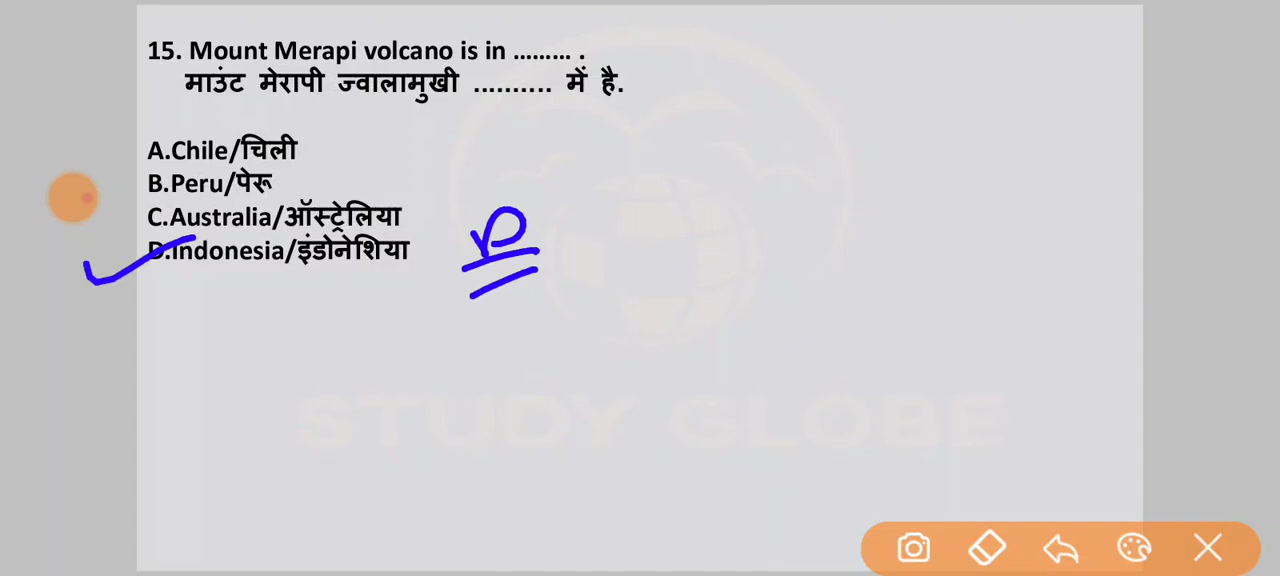 15. Mount Merapi volcano is in ......... .
माउंट मेरापी ज्वालामुखी .......... में है.
A.Chile/चिली
B.Peru/पेरू
C.Australia/ऑस्ट्रेलिया
D.Indonesia/इंडोनेशिया
D
STUDY GLOBE